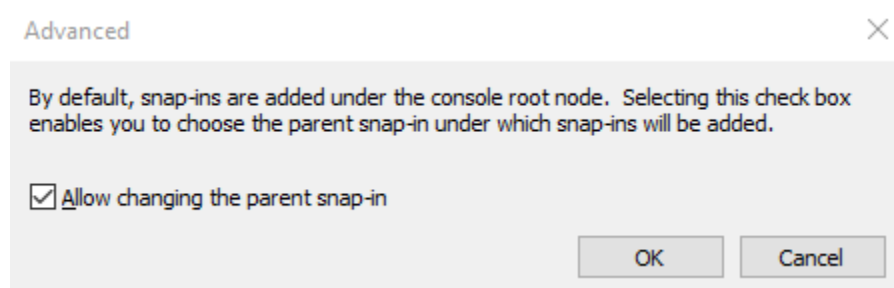 Advanced
By default, snap-ins are added under the console root node.  Selecting this check box
enables you to choose the parent snap-in under which snap-ins will be added.
Allow changing the parent snap-in
OK Cancel